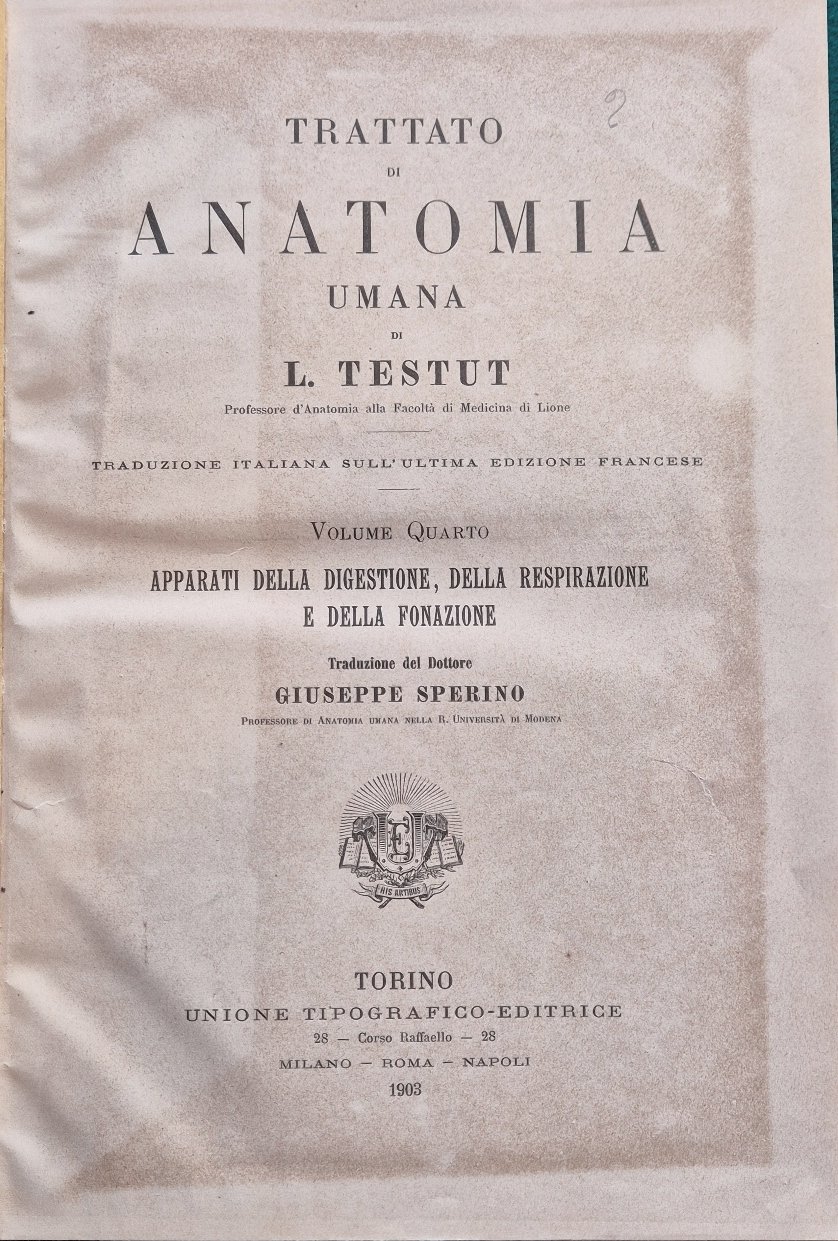 TRATTATO
DI
ANATOMIA
UMANA
DI
L. TESTUT
Professore d'Anatomia alla Facoltà di Medicina di Lione
TRADUZIONE ITALIANA SULL'ULTIMA EDIZIONE FRANCESE
VOLUME QUARTO
APPARATI DELLA DIGESTIONE, DELLA RESPIRAZIONE
E DELLA FONAZIONE
Traduzione del Dottore
GIUSEPPE SPERINO
PROFESSORE DI ANATOMIA UMANA NELLA R. UNIVERSITÀ DI MODENA
HIS ARTIBUS
TORINO
UNIONE TIPOGRAFICO-EDITRICE
28 — Corso Raffaello — 28
MILANO — ROMA — NAPOLI
1903